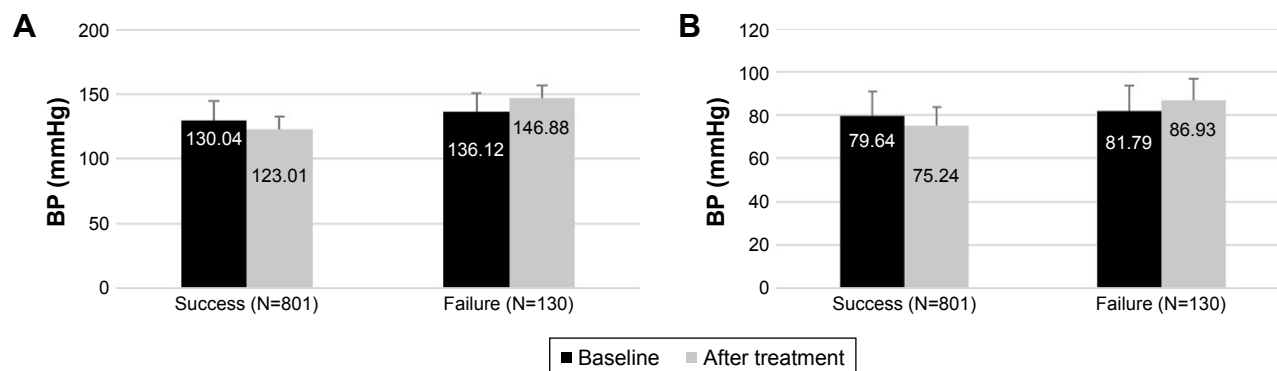 A
BP (mmHg)
200
150
100
50
0
130.04
123.01
136.12
146.88
Success (N=801)
Failure (N=130)
B
BP (mmHg)
120
100
80
60
40
20
0
79.64
75.24
81.79
86.93
Success (N=801)
Failure (N=130)
Baseline After treatment